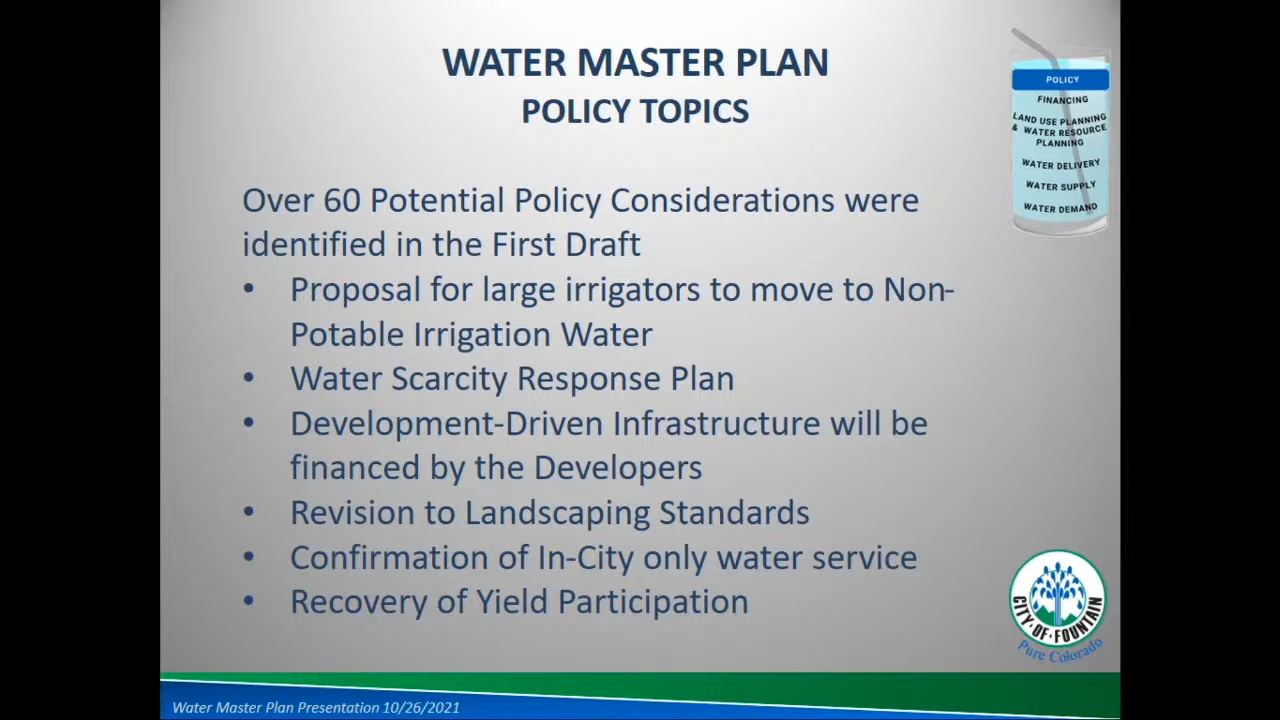 WATER MASTER PLAN
POLICY TOPICS
POLICY
FINANCING
LAND USE PLANNING
& WATER RESOURCE
PLANNING
WATER DELIVERY
WATER SUPPLY
WATER DEMAND
Over 60 Potential Policy Considerations were
identified in the First Draft
• Proposal for large irrigators to move to Non-
Potable Irrigation Water
• Water Scarcity Response Plan
• Development-Driven Infrastructure will be
financed by the Developers
• Revision to Landscaping Standards
• Confirmation of In-City only water service
• Recovery of Yield Participation
CITY·OF·FOUNTAIN
Pure Colorado
Water Master Plan Presentation 10/26/2021